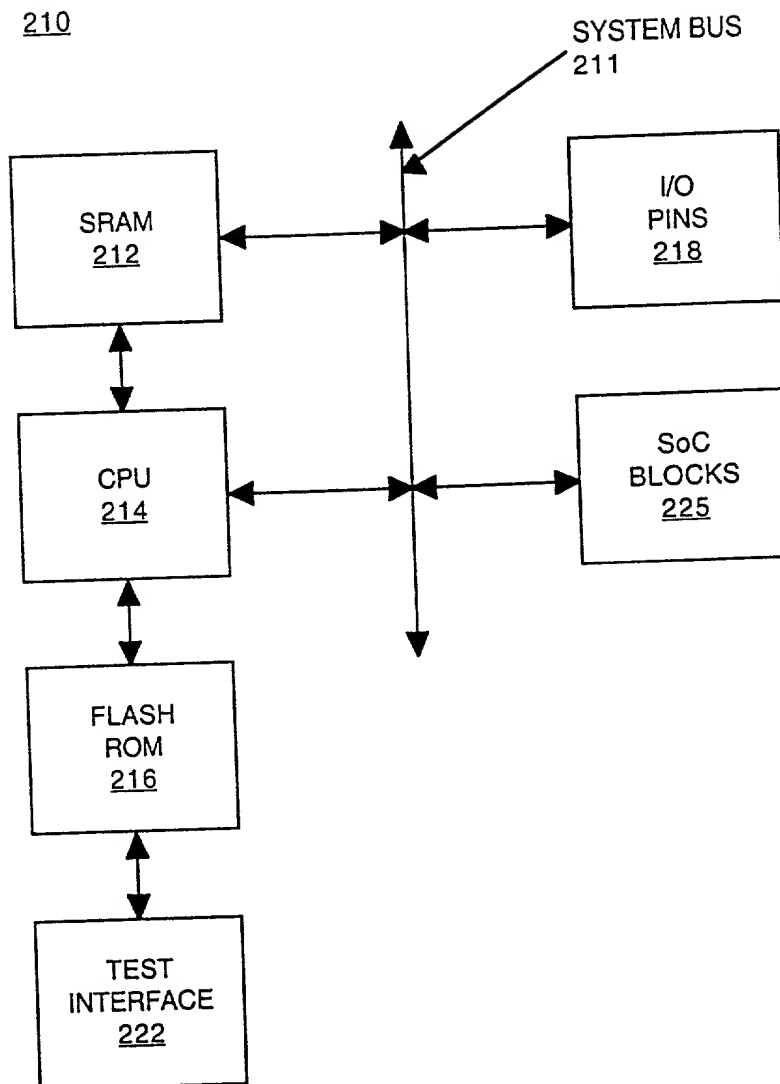 210
SYSTEM BUS
211
SRAM
212
I/O
PINS
218
CPU
214
SoC
BLOCKS
225
FLASH
ROM
216
TEST
INTERFACE
222